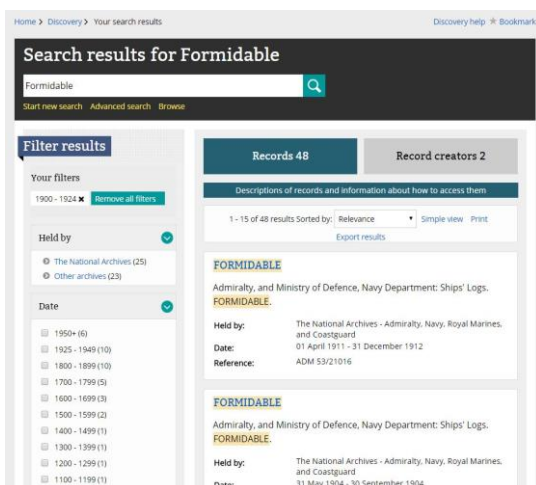 Home > Discovery > Your search results
Discovery help ★ Bookmark
Search results for Formidable
Formidable
Start new search Advanced search Browse
Filter results
Your filters
1900 - 1924 ✖ Remove all filters
Held by
The National Archives (25)
Other archives (23)
Date
1950+ (6)
1925 - 1949 (10)
1800 - 1899 (10)
1700 - 1799 (5)
1600 - 1699 (3)
1500 - 1599 (2)
1400 - 1499 (1)
1300 - 1399 (1)
1200 - 1299 (1)
1100 - 1199 (1)
Records 48
Record creators 2
Descriptions of records and information about how to access them
1 - 15 of 48 results Sorted by: Relevance Simple view Print
Export results
FORMIDABLE
Admiralty, and Ministry of Defence, Navy Department: Ships' Logs.
FORMIDABLE.
Held by: The National Archives - Admiralty, Navy, Royal Marines,
and Coastguard
Date: 01 April 1911 - 31 December 1912
Reference: ADM 53/21016
FORMIDABLE
Admiralty, and Ministry of Defence, Navy Department: Ships' Logs.
FORMIDABLE.
Held by: The National Archives - Admiralty, Navy, Royal Marines,
and Coastguard
Date: 31 May 1904 - 30 September 1904